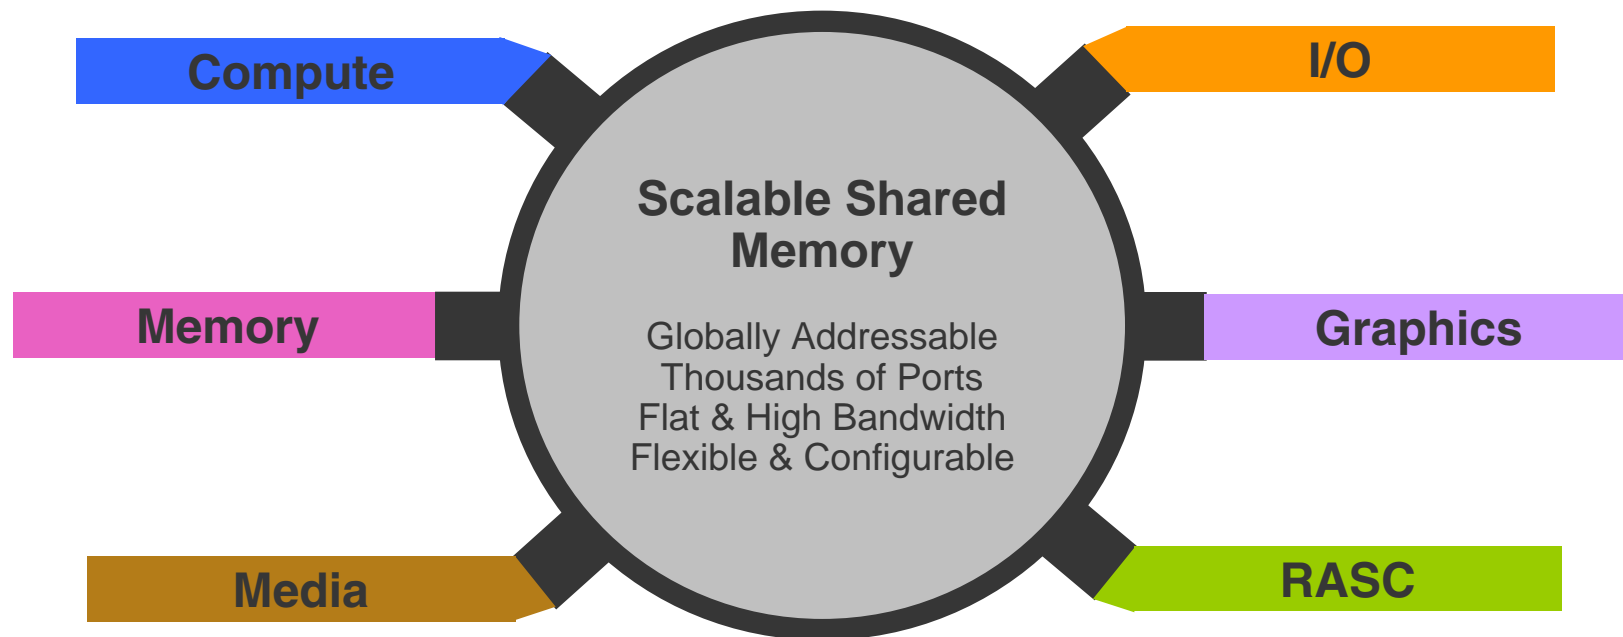 Compute
I/O
Scalable Shared
Memory
Memory
Globally Addressable
Thousands of Ports
Flat & High Bandwidth
Flexible & Configurable
Graphics
Media
RASC